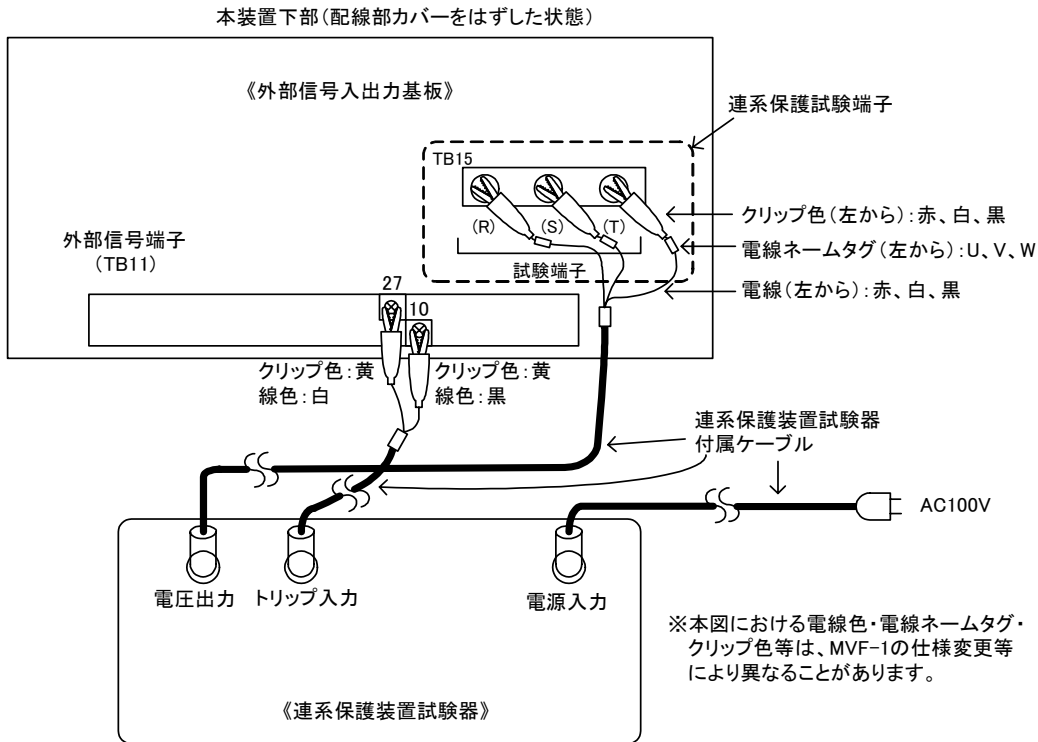 本装置下部(配線部カバーをはずした状態)
《外部信号入出力基板》
連系保護試験端子
TB15
(R) (S) (T)
試験端子
クリップ色(左から):赤、白、黒
電線ネームタグ(左から):U、V、W
電線(左から):赤、白、黒
外部信号端子
(TB11)
27
10
クリップ色:黄
線色:白
クリップ色:黄
線色:黒
連系保護装置試験器
付属ケーブル
AC100V
電圧出力
トリップ入力
電源入力
※本図における電線色・電線ネームタグ・
クリップ色等は、MVF-1の仕様変更等
により異なることがあります。
《連系保護装置試験器》